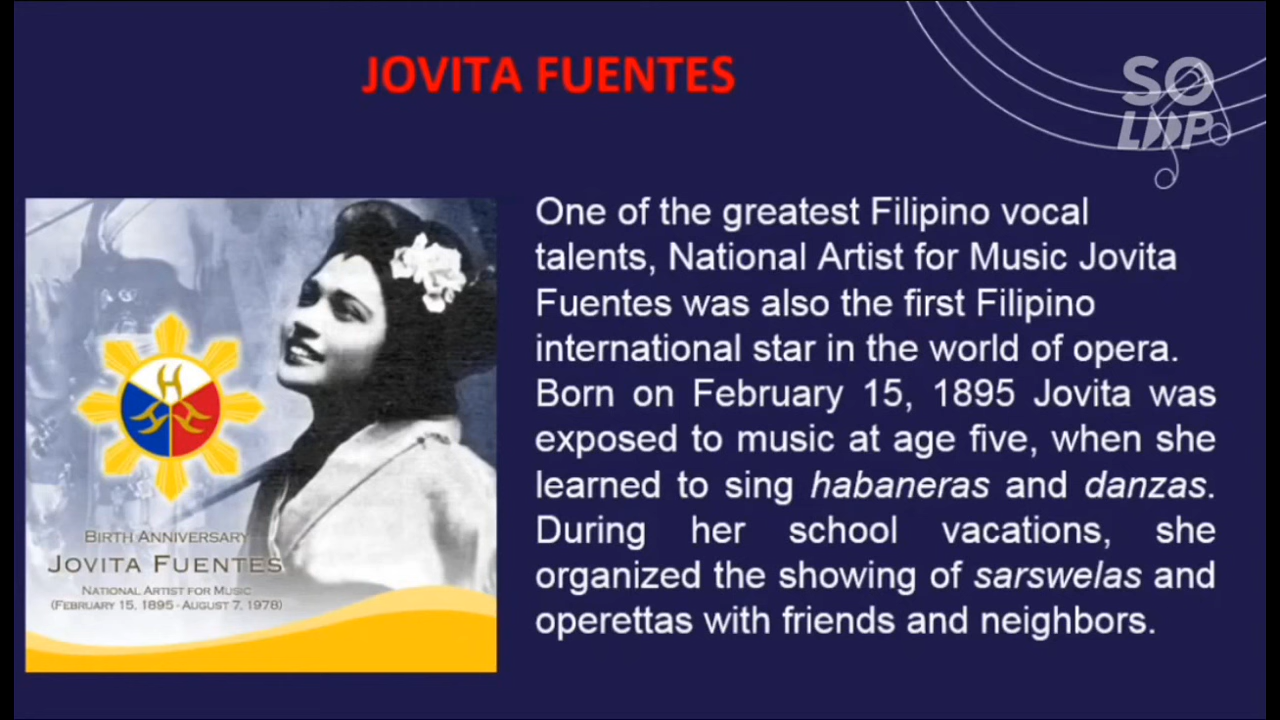 JOVITA FUENTES
SO
LOOP
One of the greatest Filipino vocal
talents, National Artist for Music Jovita
Fuentes was also the first Filipino
international star in the world of opera.
Born on February 15, 1895 Jovita was
exposed to music at age five, when she
learned to sing habaneras and danzas.
During her school vacations, she
organized the showing of sarswelas and
operettas with friends and neighbors.
BIRTH ANNIVERSARY
JOVITA FUENTES
NATIONAL ARTIST FOR MUSIC
(FEBRUARY 15, 1895 - AUGUST 7, 1978)